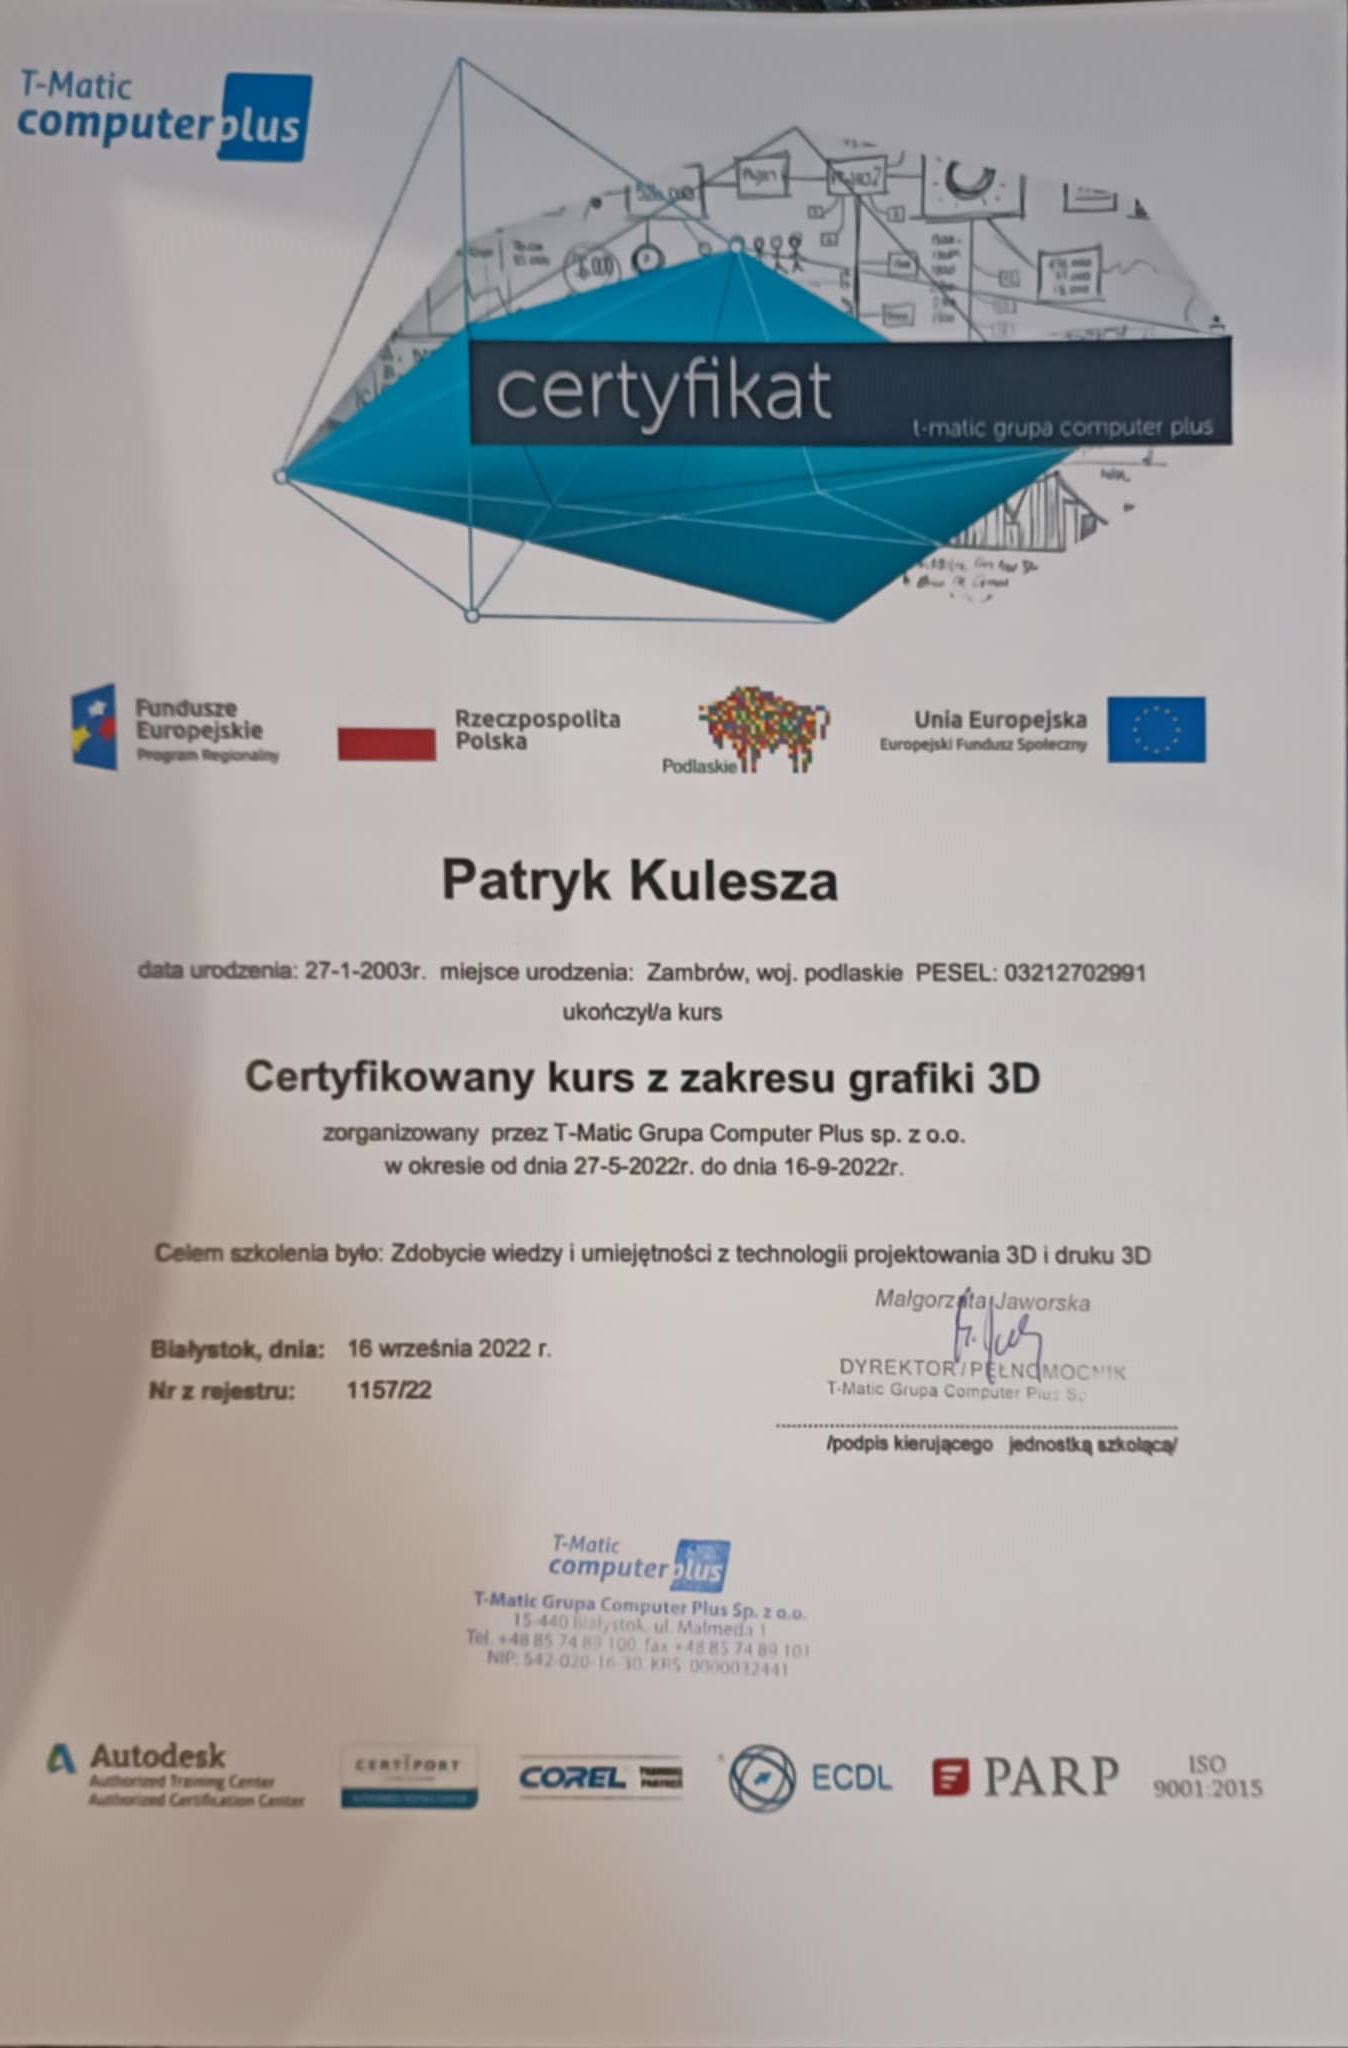 T-Matic
computer plus
certyfikat
t-matic grupa computer plus
Fundusze
Europejskie
Program Regionalny
Rzeczpospolita
Polska
Podlaskie
Unia Europejska
Europejski Fundusz Społeczny
Patryk Kulesza
data urodzenia: 27-1-2003r. miejsce urodzenia: Zambrów, woj. podlaskie PESEL: 03212702991
ukończył/a kurs
Certyfikowany kurs z zakresu grafiki 3D
zorganizowany przez T-Matic Grupa Computer Plus sp. z o.o.
w okresie od dnia 27-5-2022r. do dnia 16-9-2022r.
Celem szkolenia było: Zdobycie wiedzy i umiejętności z technologii projektowania 3D i druku 3D
Małgorzata Jaworska
Białystok, dnia: 16 września 2022 r.
DYREKTOR / PEŁNOMOCNIK
Nr z rejestru: 1157/22
T-Matic Grupa Computer Plus Sp
/podpis kierującego jednostką szkolącą/
T-Matic
computer plus
T-Matic Grupa Computer Plus Sp. z o.o.
15-440 Białystok, ul. Malmeda 1
Tel. +48 85 74 89 100, fax +48 85 74 89 101
NIP: 542-020-16-30, KRS: 0000032441
Autodesk
Authorized Training Center
Authorized Certification Center
CERTIPORT
COREL TRAINING PARTNER
ECDL
PARP
ISO
9001:2015